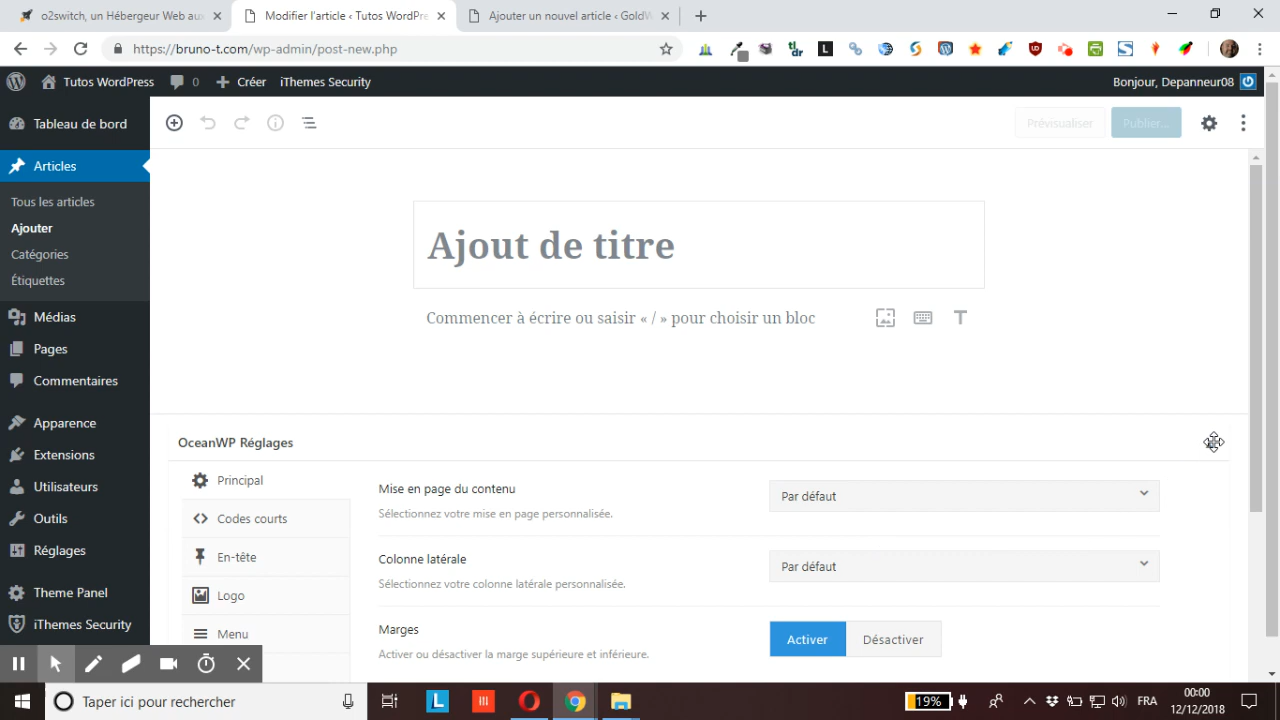 o2switch, un Hébergeur Web aux
Modifier l'article ‹ Tutos WordPre
Ajouter un nouvel article ‹ GoldW
https://bruno-t.com/wp-admin/post-new.php
Tutos WordPress
0
Créer
iThemes Security
Bonjour, Depanneur08
Tableau de bord
Articles
Tous les articles
Ajouter
Catégories
Étiquettes
Médias
Pages
Commentaires
Apparence
Extensions
Utilisateurs
Outils
Réglages
Theme Panel
iThemes Security
Prévisualiser
Publier…
Ajout de titre
Commencer à écrire ou saisir « / » pour choisir un bloc
OceanWP Réglages
Principal
Codes courts
En-tête
Logo
Menu
Mise en page du contenu
Sélectionnez votre mise en page personnalisée.
Par défaut
Colonne latérale
Sélectionnez votre colonne latérale personnalisée.
Par défaut
Marges
Activer ou désactiver la marge supérieure et inférieure.
Activer
Désactiver
Taper ici pour rechercher
19%
FRA
00:00
12/12/2018